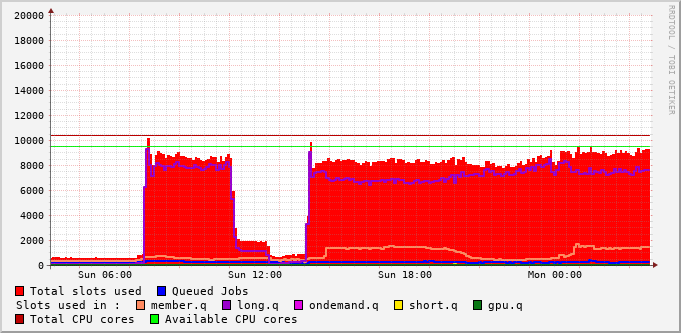 RRDTOOL / TOBI OETIKER
20000
18000
16000
14000
12000
10000
8000
6000
4000
2000
0
Sun 06:00 Sun 12:00 Sun 18:00 Mon 00:00
Total slots used Queued Jobs
Slots used in : member.q long.q ondemand.q short.q gpu.q
Total CPU cores Available CPU cores